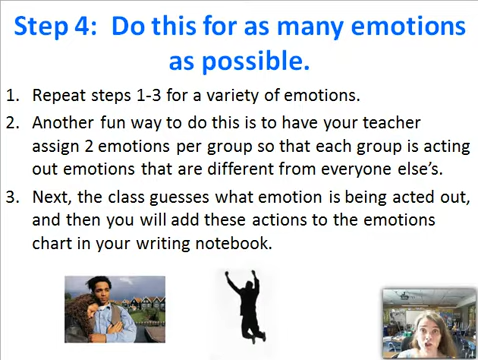 Step 4:  Do this for as many emotions
as possible.
1. Repeat steps 1-3 for a variety of emotions.
2. Another fun way to do this is to have your teacher
assign 2 emotions per group so that each group is acting
out emotions that are different from everyone else's.
3. Next, the class guesses what emotion is being acted out,
and then you will add these actions to the emotions
chart in your writing notebook.